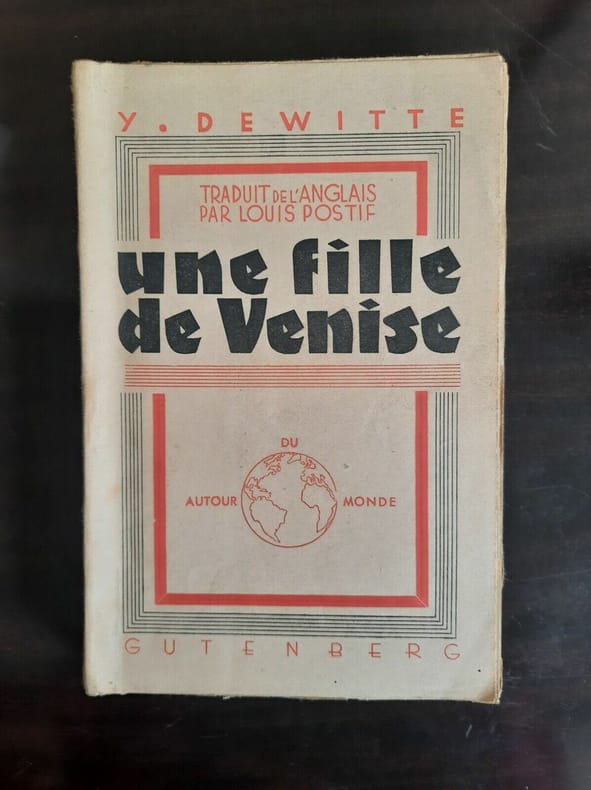 Y. DEWITTE
TRADUIT DE L'ANGLAIS
PAR LOUIS POSTIF
une fille
de Venise
DU
AUTOUR MONDE
GUTENBERG